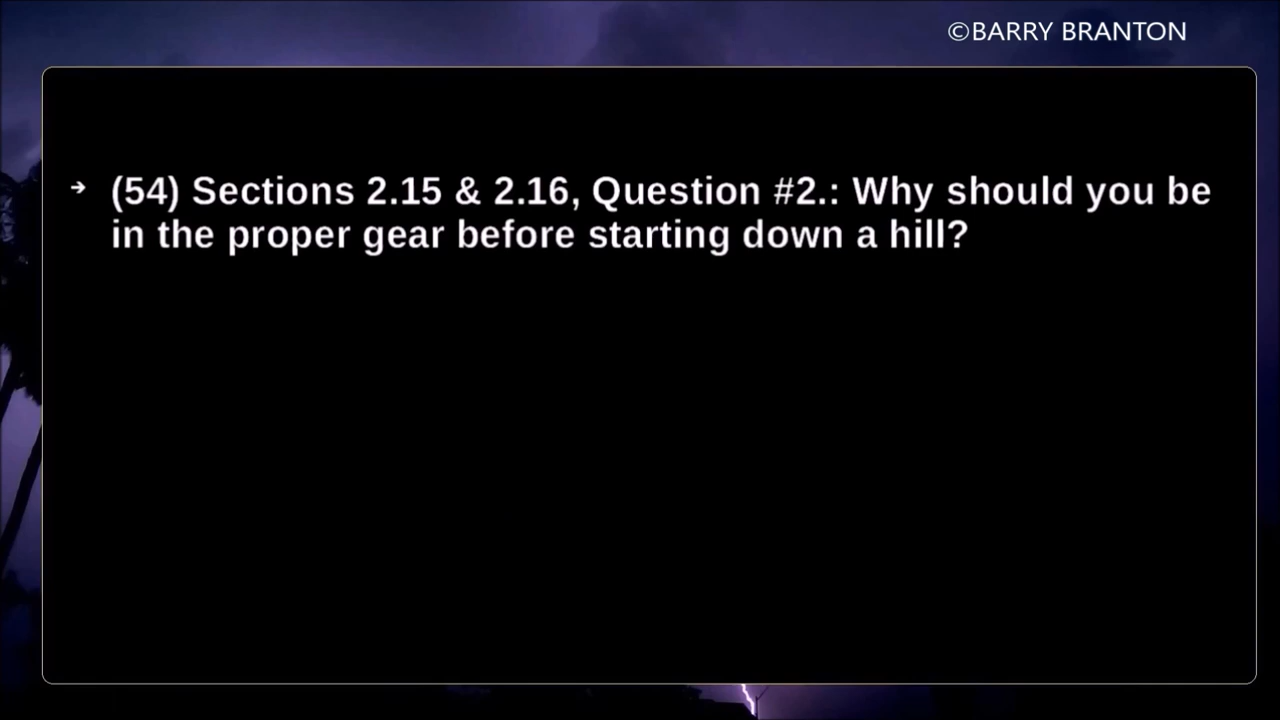 ©BARRY BRANTON
➔ (54) Sections 2.15 & 2.16, Question #2.: Why should you be
in the proper gear before starting down a hill?